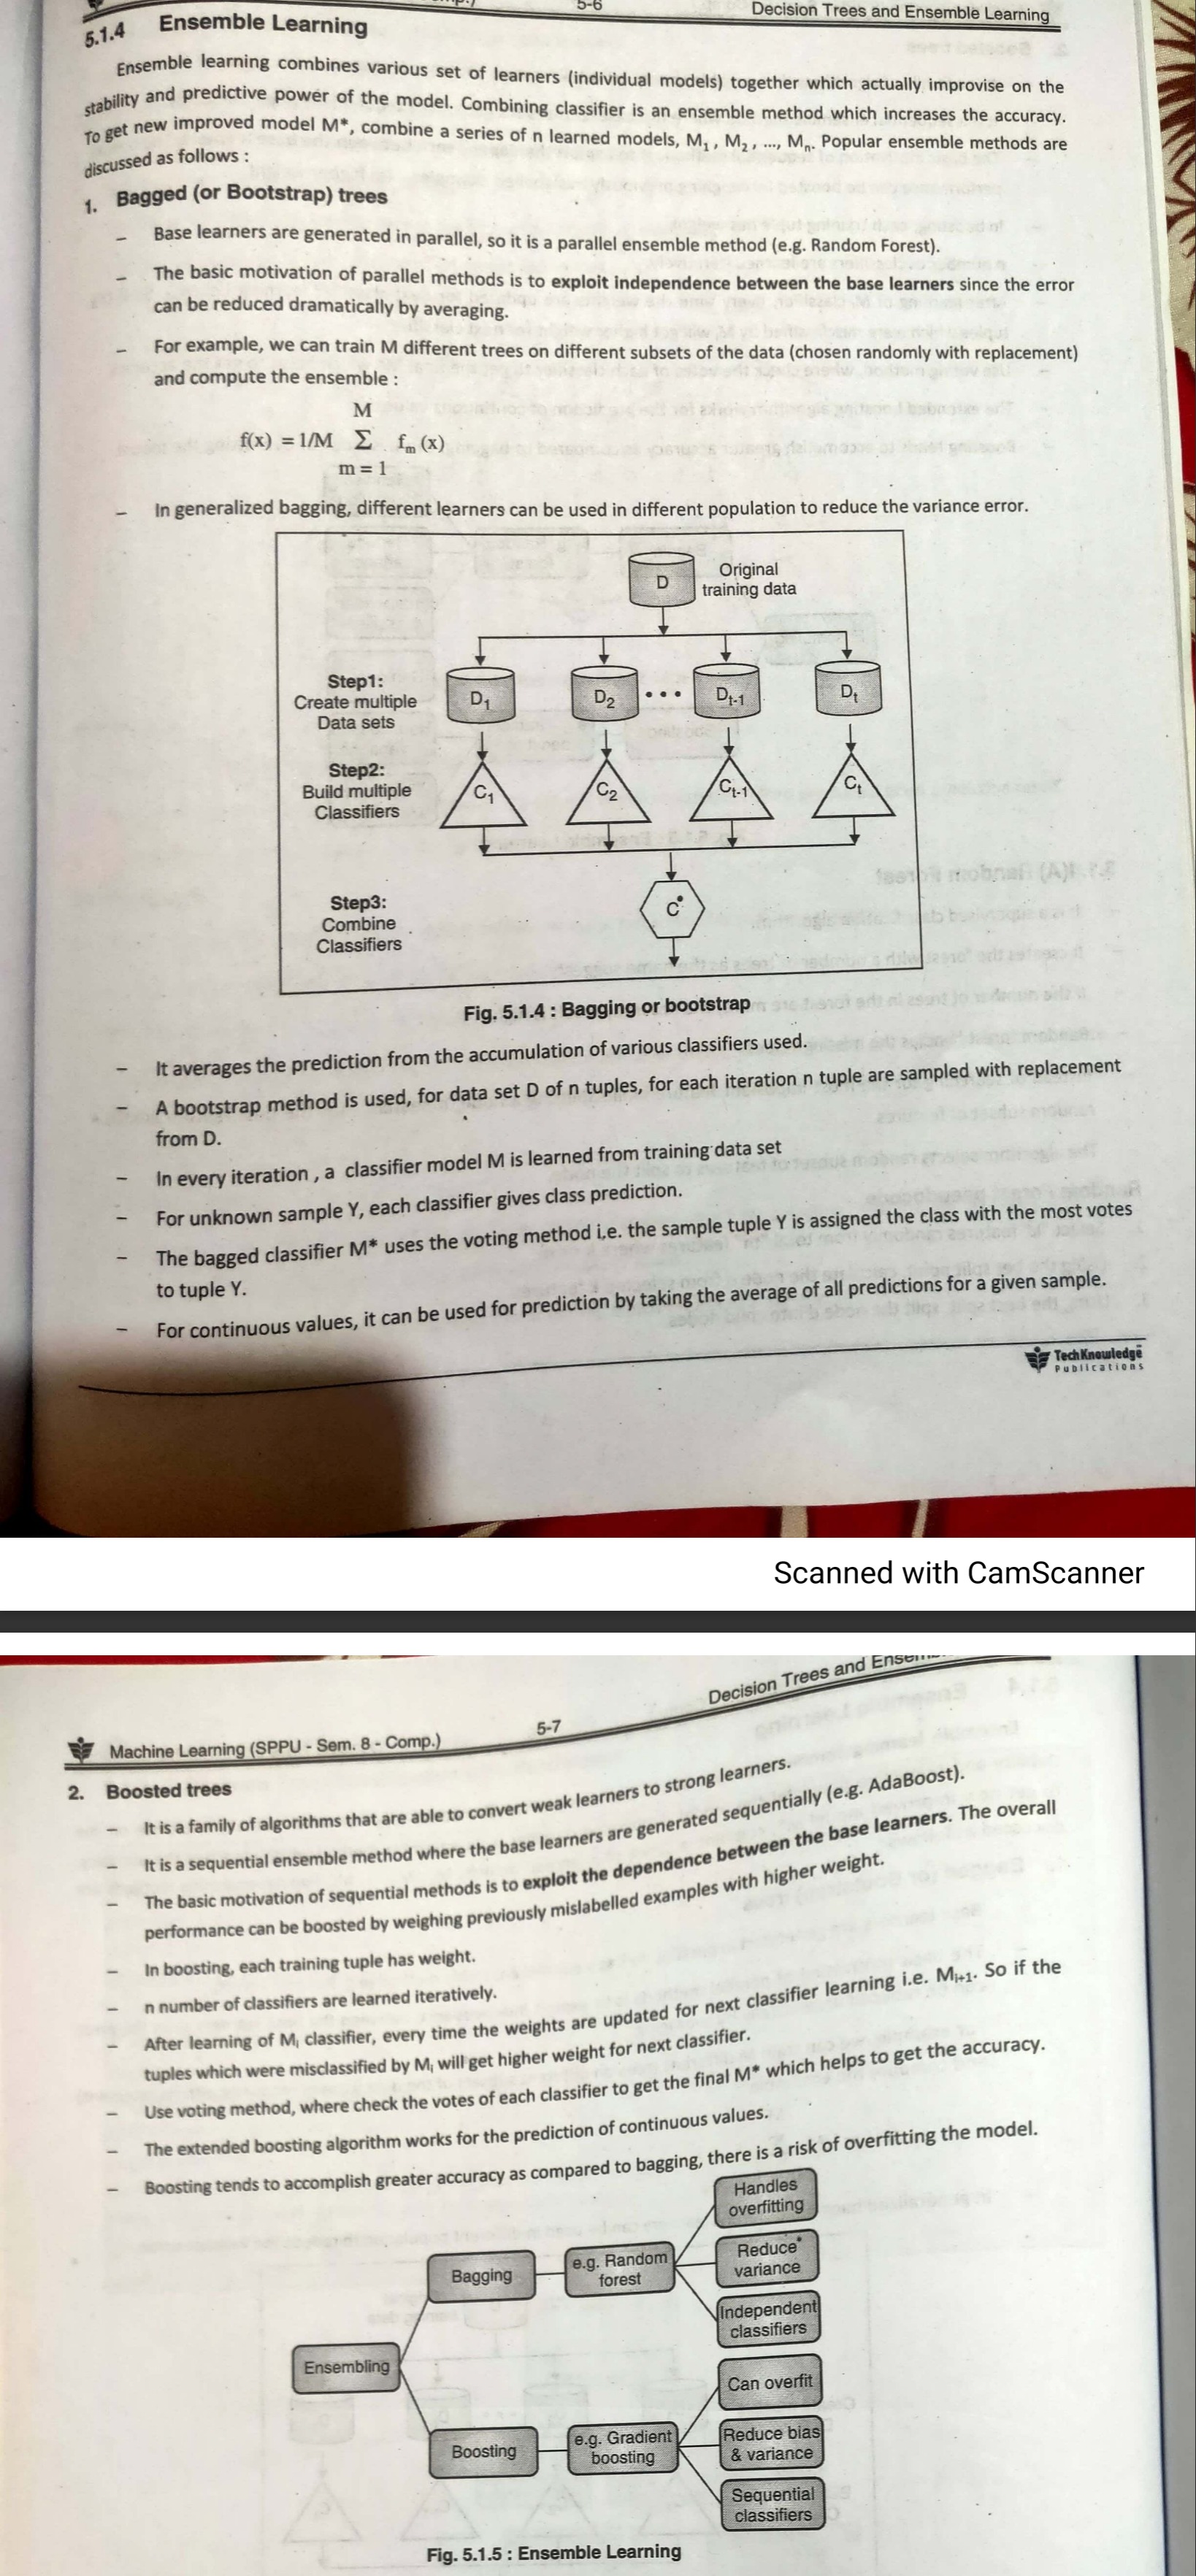 5-6
Decision Trees and Ensemble Learning
5.1.4 Ensemble Learning
Ensemble learning combines various set of learners (individual models) together which actually improvise on the
stability and predictive power of the model. Combining classifier is an ensemble method which increases the accuracy.
To get new improved model M*, combine a series of n learned models, M₁ , M₂ , ..., Mₙ. Popular ensemble methods are
discussed as follows :
1. Bagged (or Bootstrap) trees
– Base learners are generated in parallel, so it is a parallel ensemble method (e.g. Random Forest).
– The basic motivation of parallel methods is to exploit independence between the base learners since the error
can be reduced dramatically by averaging.
– For example, we can train M different trees on different subsets of the data (chosen randomly with replacement)
and compute the ensemble :
M
f(x) = 1/M Σ fₘ (x)
m = 1
– In generalized bagging, different learners can be used in different population to reduce the variance error.
D
Original
training data
Step1:
Create multiple
Data sets
D₁ D₂ • • • Dt-1 Dt
Step2:
Build multiple
Classifiers
C₁ C₂ Ct-1 Ct
Step3:
Combine
Classifiers
C*
Fig. 5.1.4 : Bagging or bootstrap
– It averages the prediction from the accumulation of various classifiers used.
– A bootstrap method is used, for data set D of n tuples, for each iteration n tuple are sampled with replacement
from D.
– In every iteration , a classifier model M is learned from training data set
– For unknown sample Y, each classifier gives class prediction.
– The bagged classifier M* uses the voting method i.e. the sample tuple Y is assigned the class with the most votes
to tuple Y.
– For continuous values, it can be used for prediction by taking the average of all predictions for a given sample.
TechKnowledge
Publications
Scanned with CamScanner
Decision Trees and
Machine Learning (SPPU - Sem. 8 - Comp.)
5-7
2. Boosted trees
– It is a family of algorithms that are able to convert weak learners to strong learners.
– It is a sequential ensemble method where the base learners are generated sequentially (e.g. AdaBoost).
– The basic motivation of sequential methods is to exploit the dependence between the base learners. The overall
performance can be boosted by weighing previously mislabelled examples with higher weight.
– In boosting, each training tuple has weight.
– n number of classifiers are learned iteratively.
– After learning of Mᵢ classifier, every time the weights are updated for next classifier learning i.e. Mᵢ₊₁. So if the
tuples which were misclassified by Mᵢ will get higher weight for next classifier.
– Use voting method, where check the votes of each classifier to get the final M* which helps to get the accuracy.
– The extended boosting algorithm works for the prediction of continuous values.
– Boosting tends to accomplish greater accuracy as compared to bagging, there is a risk of overfitting the model.
Handles
overfitting
Bagging
e.g. Random
forest
Reduce
variance
Independent
classifiers
Ensembling
Can overfit
Boosting
e.g. Gradient
boosting
Reduce bias
& variance
Sequential
classifiers
Fig. 5.1.5 : Ensemble Learning